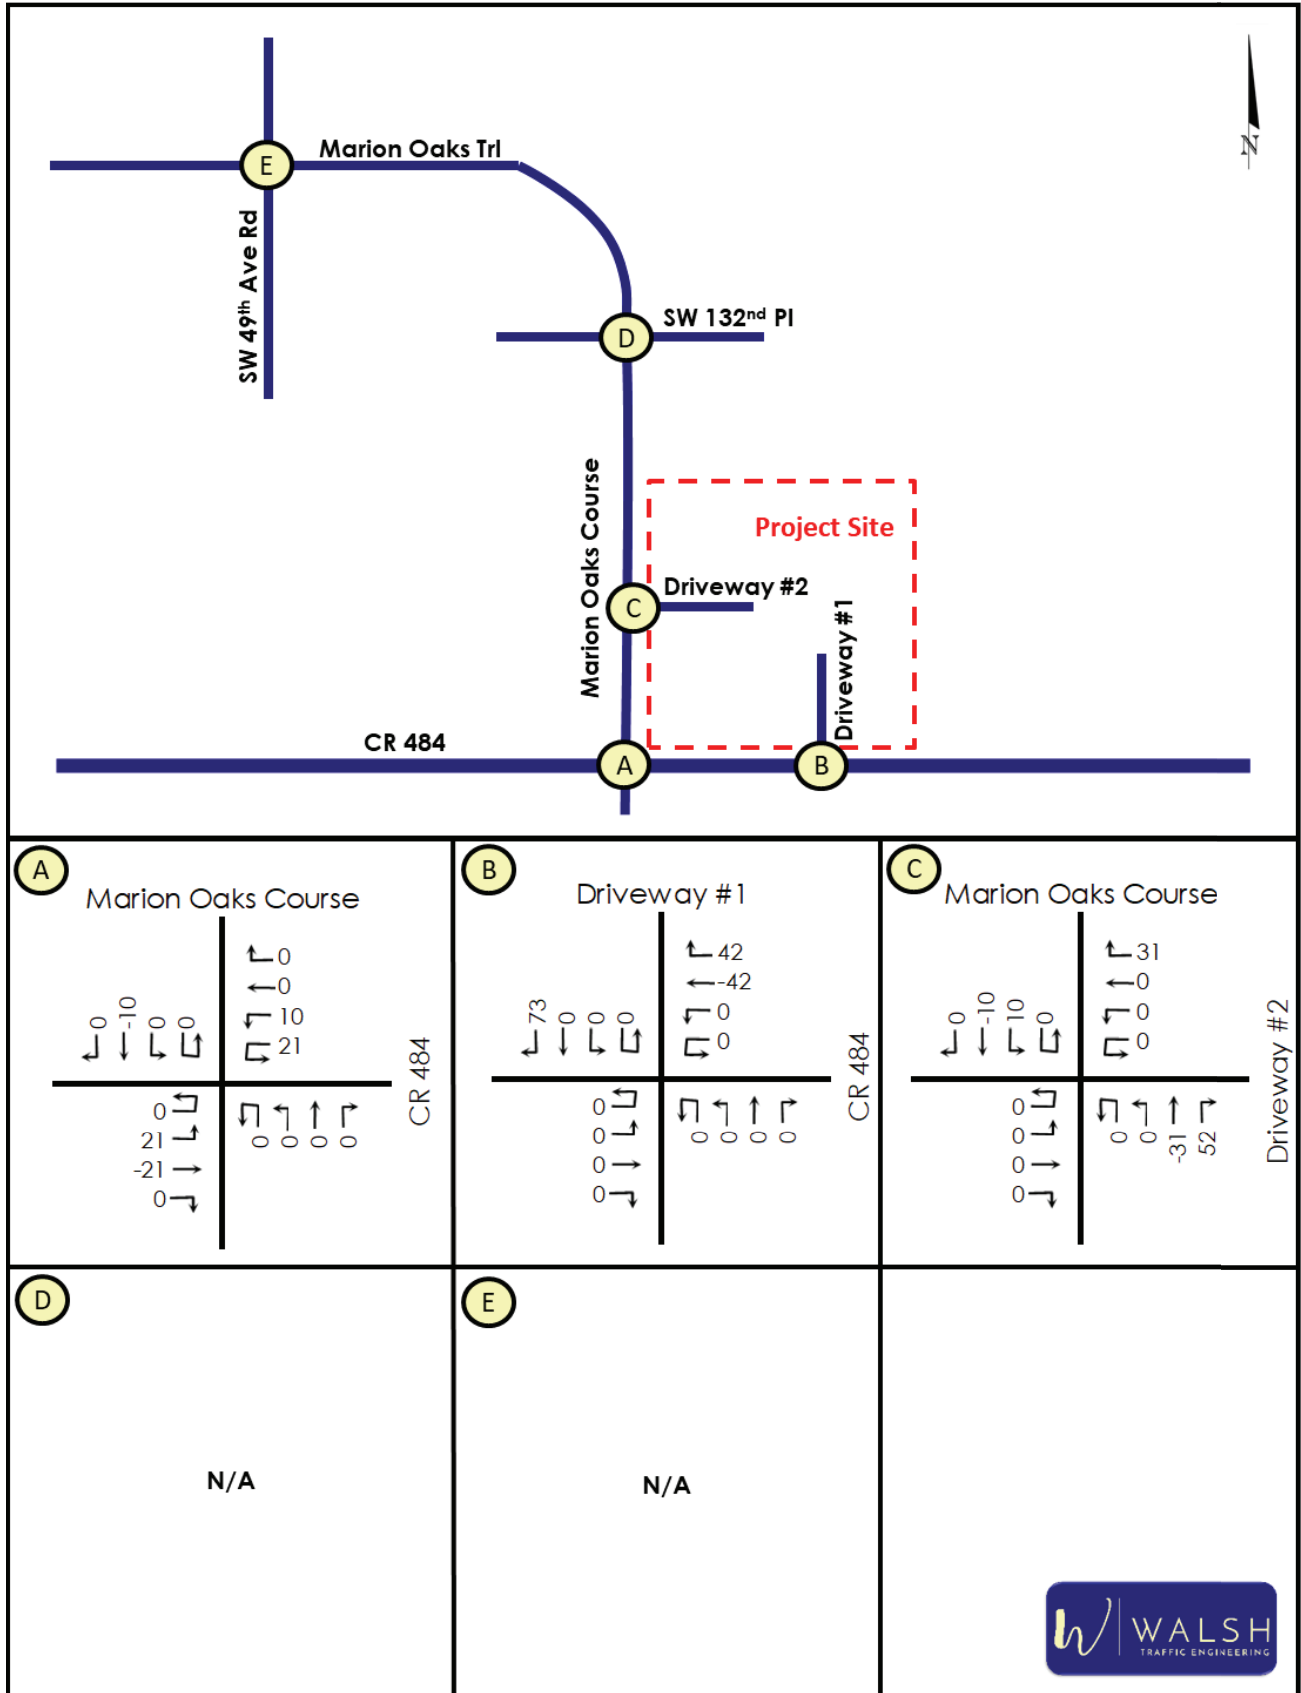 N
E
Marion Oaks Trl
SW 49th Ave Rd
D
SW 132nd Pl
Marion Oaks Course
Project Site
C
Driveway #2
Driveway #1
CR 484
A
B
A
Marion Oaks Course
0
0
10
21
0
-10
0
0
CR 484
0
21
-21
0
0
0
0
0
B
Driveway #1
42
-42
0
0
73
0
0
0
CR 484
0
0
0
0
0
0
0
0
C
Marion Oaks Course
31
0
0
0
0
-10
10
0
Driveway #2
0
0
0
0
0
0
-31
52
D
N/A
E
N/A
W WALSH
TRAFFIC ENGINEERING